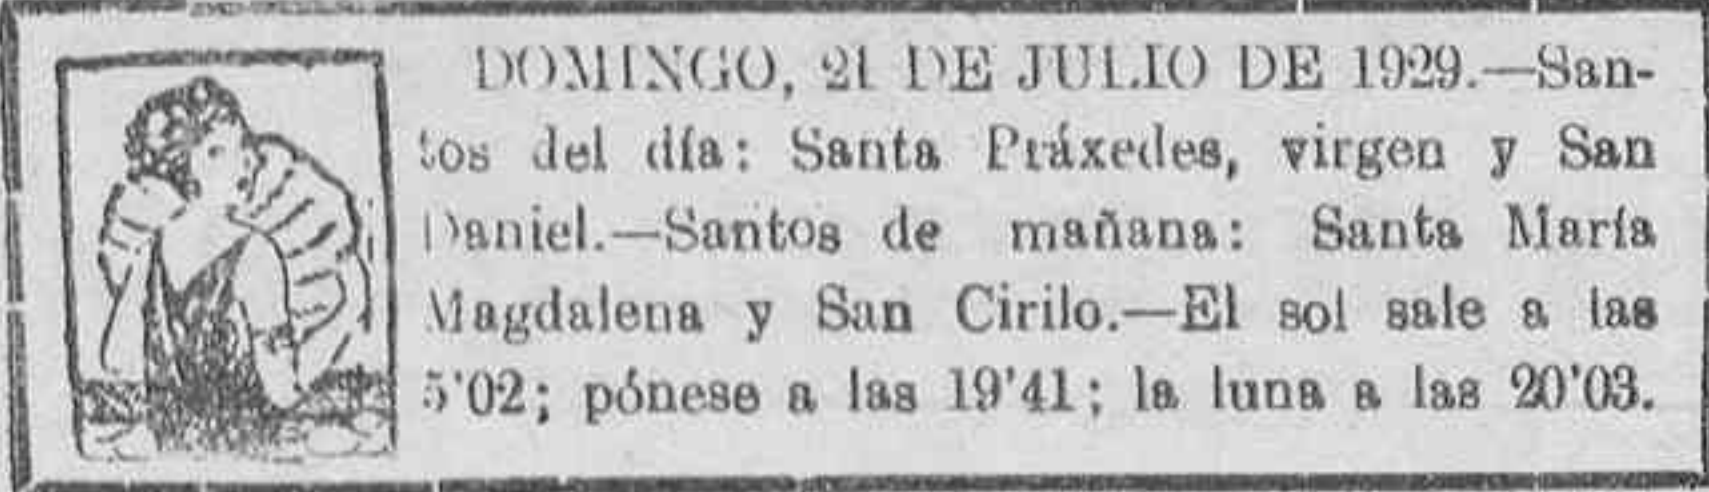 DOMINGO, 21 DE JULIO DE 1929.—San-
tos del día: Santa Práxedes, virgen y San
Daniel.—Santos de mañana: Santa María
Magdalena y San Cirilo.—El sol sale a las
5'02; pónese a las 19'41; la luna a las 20'03.